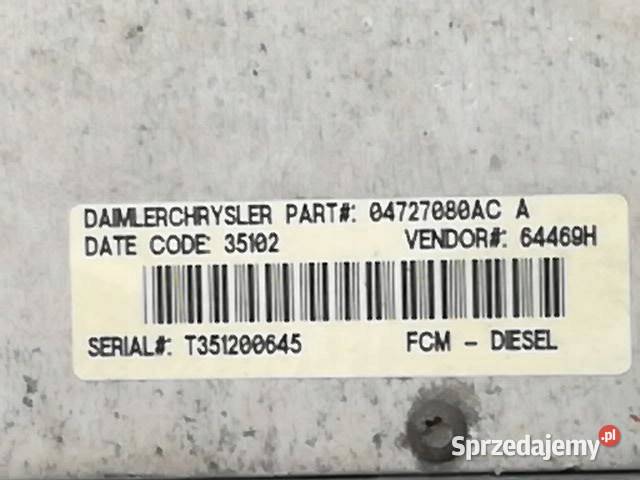 DAIMLERCHRYSLER PART#: 04727080AC A
DATE CODE: 35102 VENDOR#: 64469H
SERIAL#: T351200645 FCM - DIESEL
Sprzedajemy.pl